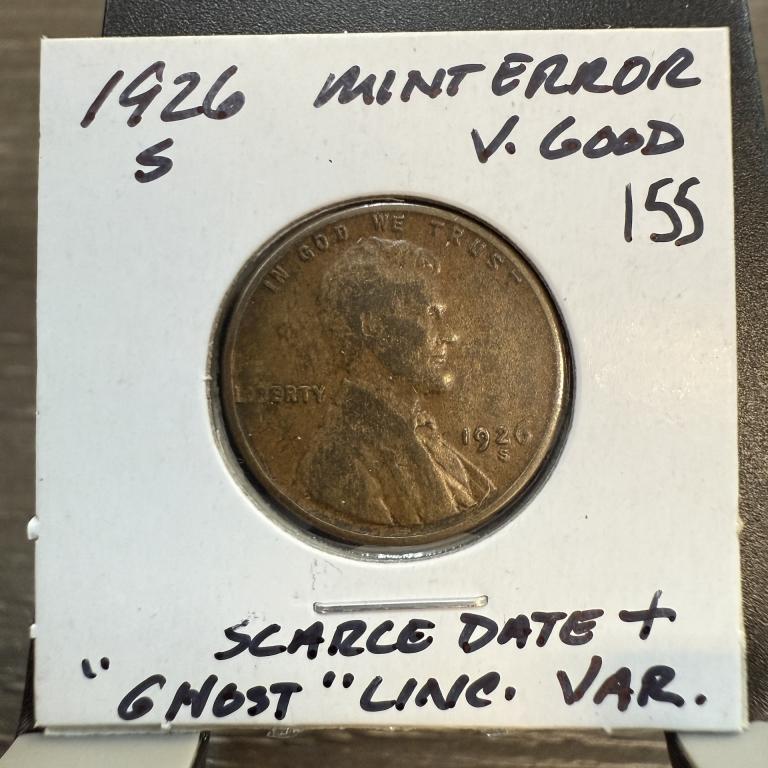 1926 MINT ERROR
S V. GOOD
155
IN GOD WE TRUST
LIBERTY
1926
S
SCARCE DATE +
"GHOST" LINC. VAR.